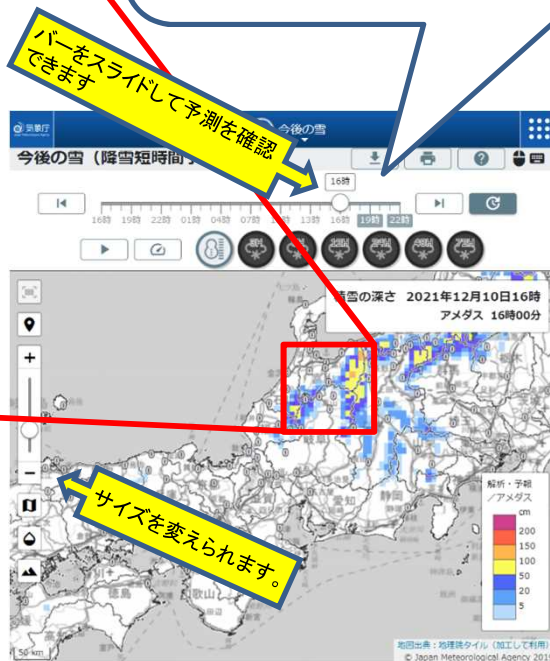 バーをスライドして予測を確認
できます
気象庁
今後の雪
今後の雪(降雪短時間
16時
16時 19時 22時 01時 04時 07時 13時 16時 19時 22時
積雪の深さ 2021年12月10日16時
アメダス 16時00分
サイズを変えられます。
岐阜
愛知
静岡
徳島
解析・予報
/アメダス
cm
200
150
100
50
20
5
50 km
地図出典:地理院タイル(加工して利用)
© Japan Meteorological Agency 2019